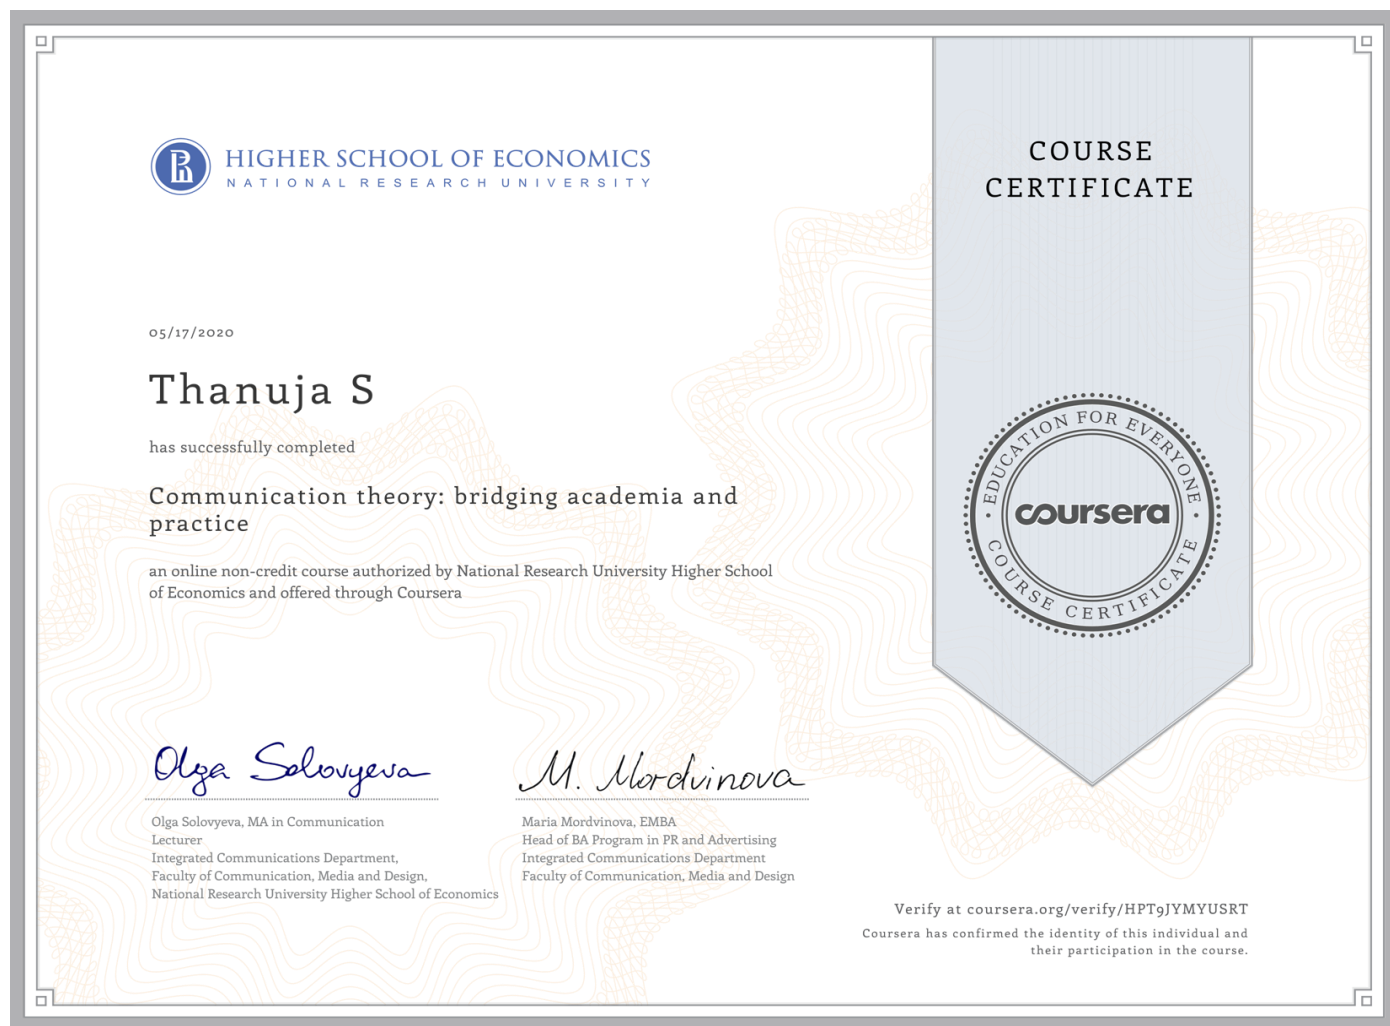 HIGHER SCHOOL OF ECONOMICS
NATIONAL RESEARCH UNIVERSITY
COURSE
CERTIFICATE
05/17/2020
Thanuja S
has successfully completed
Communication theory: bridging academia and
practice
an online non-credit course authorized by National Research University Higher School
of Economics and offered through Coursera
EDUCATION FOR EVERYONE
coursera
COURSE CERTIFICATE
Olga Solovyeva
Olga Solovyeva, MA in Communication
Lecturer
Integrated Communications Department,
Faculty of Communication, Media and Design,
National Research University Higher School of Economics
M. Mordvinova
Maria Mordvinova, EMBA
Head of BA Program in PR and Advertising
Integrated Communications Department
Faculty of Communication, Media and Design
Verify at coursera.org/verify/HPT9JYMYUSRT
Coursera has confirmed the identity of this individual and
their participation in the course.